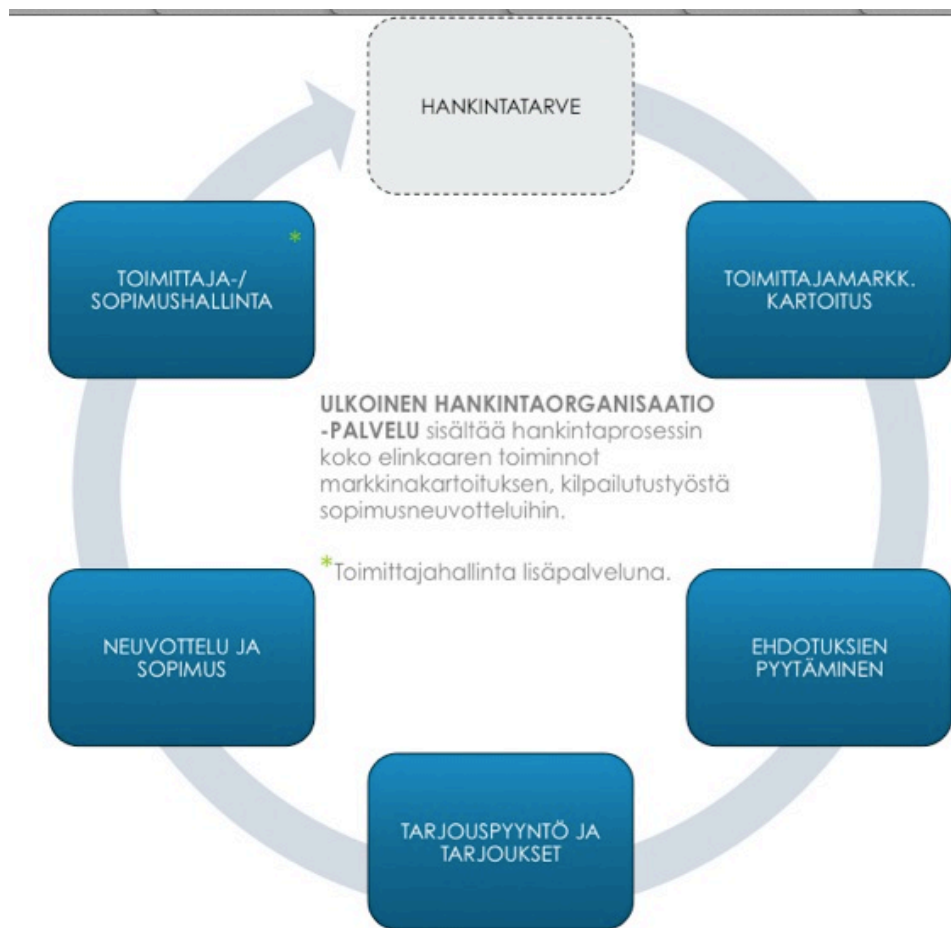 HANKINTATARVE
TOIMITTAJA-/
SOPIMUSHALLINTA
*
TOIMITTAJAMARKK.
KARTOITUS
ULKOINEN HANKINTAORGANISAATIO
-PALVELU sisältää hankintaprosessin
koko elinkaaren toiminnot
markkinakartoituksen, kilpailutustyöstä
sopimusneuvotteluihin.
*Toimittajahallinta lisäpalveluna.
NEUVOTTELU JA
SOPIMUS
EHDOTUKSIEN
PYYTÄMINEN
TARJOUSPYYNTÖ JA
TARJOUKSET